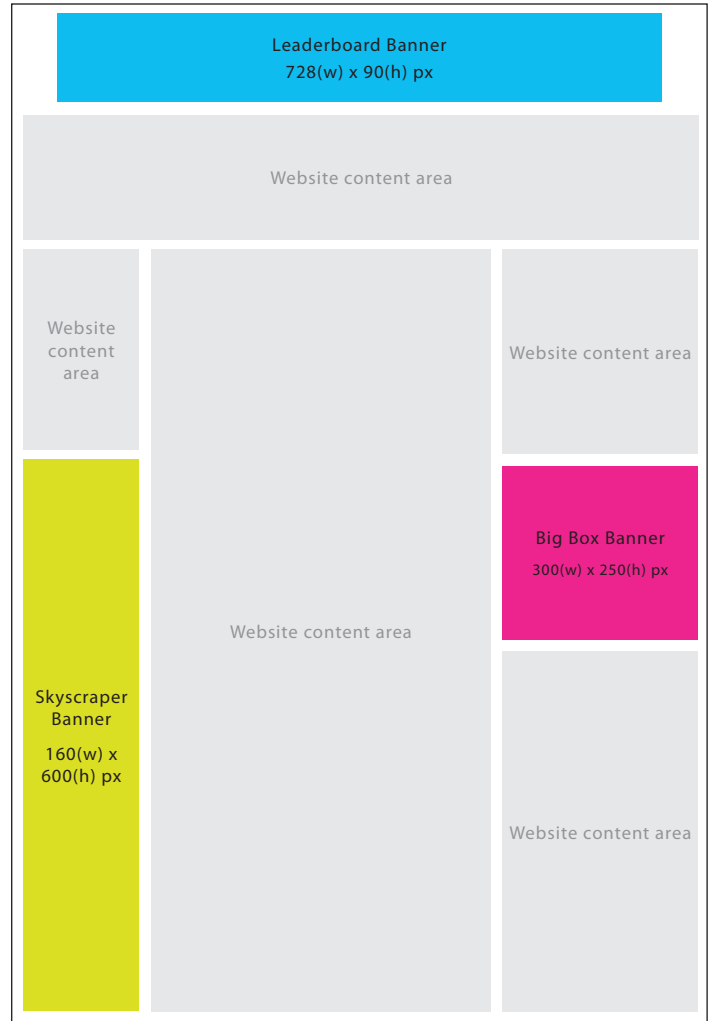 Leaderboard Banner
728(w) x 90(h) px
Website content area
Website
content
area
Website content area
Website content area
Big Box Banner
300(w) x 250(h) px
Skyscraper
Banner
160(w) x
600(h) px
Website content area